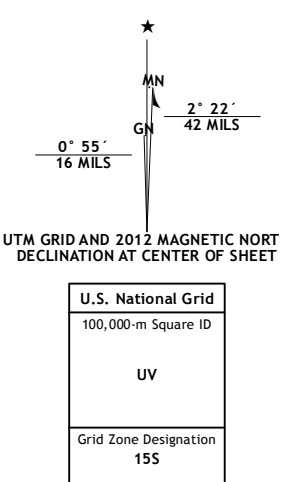 ★
MN
2° 22´
42 MILS
GN
0° 55´
16 MILS
UTM GRID AND 2012 MAGNETIC NORT
DECLINATION AT CENTER OF SHEET
U.S. National Grid
100,000-m Square ID
UV
Grid Zone Designation
15S